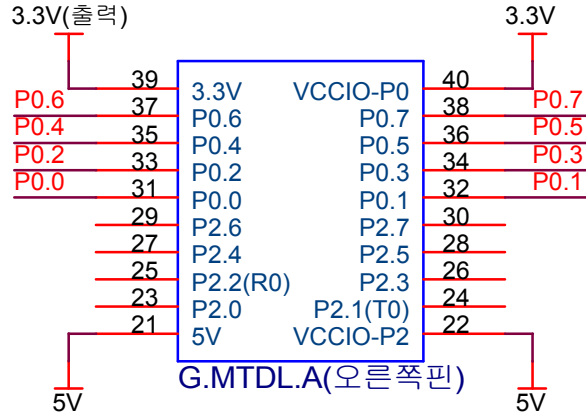 3.3V(출력) 3.3V
39 3.3V VCCIO-P0 40
P0.6 37 P0.6 P0.7 38 P0.7
P0.4 35 P0.4 P0.5 36 P0.5
P0.2 33 P0.2 P0.3 34 P0.3
P0.0 31 P0.0 P0.1 32 P0.1
29 P2.6 P2.7 30
27 P2.4 P2.5 28
25 P2.2(R0) P2.3 26
23 P2.0 P2.1(T0) 24
21 5V VCCIO-P2 22
G.MTDL.A(오른쪽핀)
5V 5V